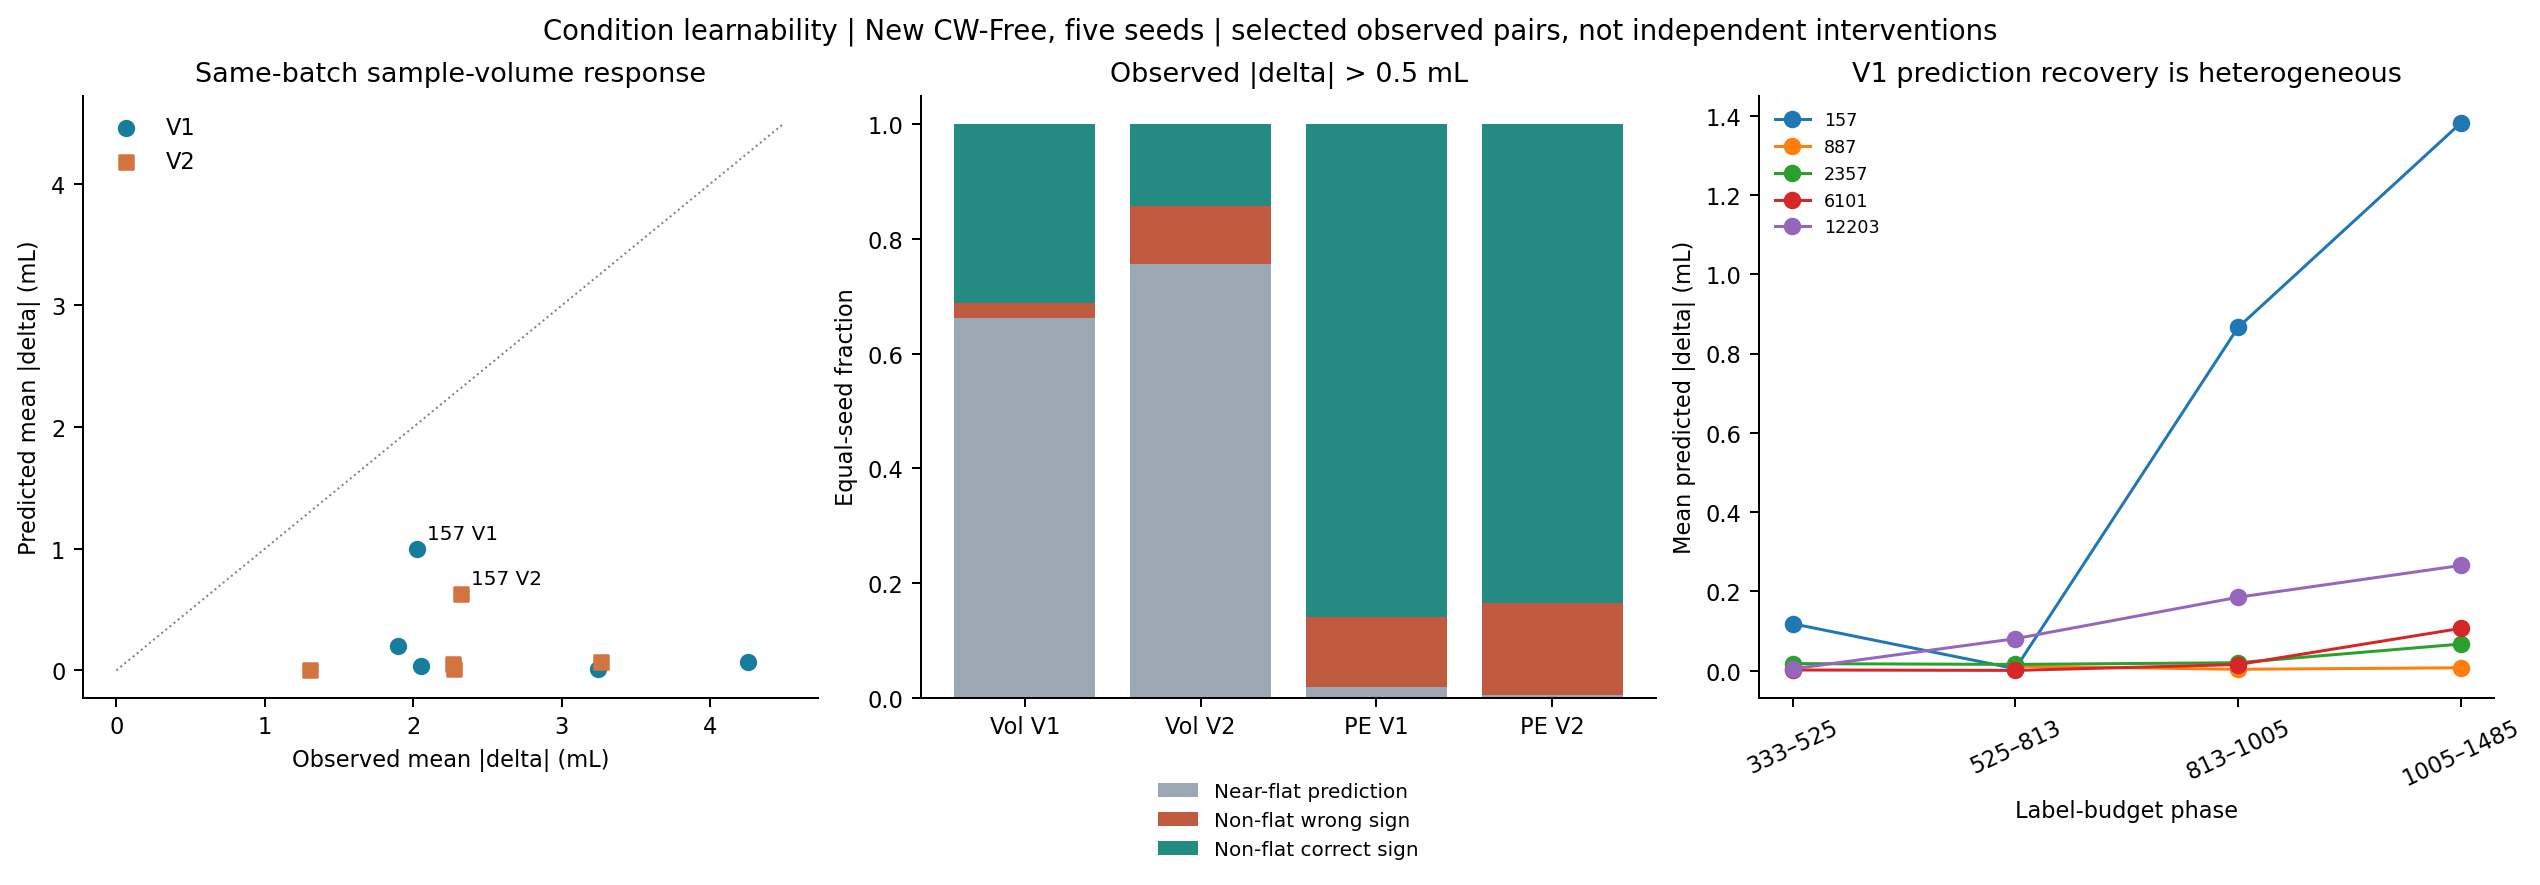 Condition learnability | New CW-Free, five seeds | selected observed pairs, not independent interventions
Same-batch sample-volume response
V1
V2
4
3
2
1
0
0
1
2
3
4
157 V1
157 V2
Predicted mean |delta| (mL)
Observed mean |delta| (mL)
Observed |delta| > 0.5 mL
1.0
0.8
0.6
0.4
0.2
0.0
Equal-seed fraction
Vol V1
Vol V2
PE V1
PE V2
Near-flat prediction
Non-flat wrong sign
Non-flat correct sign
V1 prediction recovery is heterogeneous
157
887
2357
6101
12203
1.4
1.2
1.0
0.8
0.6
0.4
0.2
0.0
Mean predicted |delta| (mL)
333–525
525–813
813–1005
1005–1485
Label-budget phase